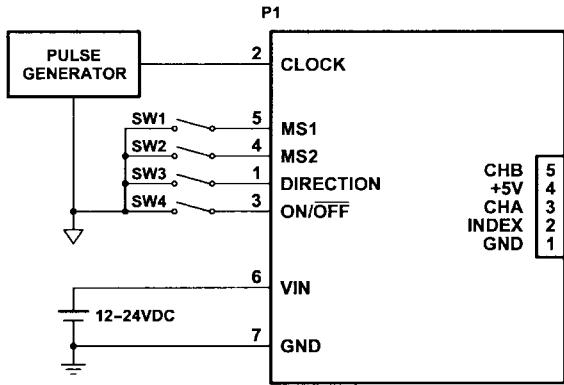 P1
PULSE
GENERATOR
2
CLOCK
SW1
5
MS1
SW2
4
MS2
SW3
1
DIRECTION
SW4
3
ON/OFF
CHB 5
+5V 4
CHA 3
INDEX 2
GND 1
6
VIN
12–24VDC
7
GND